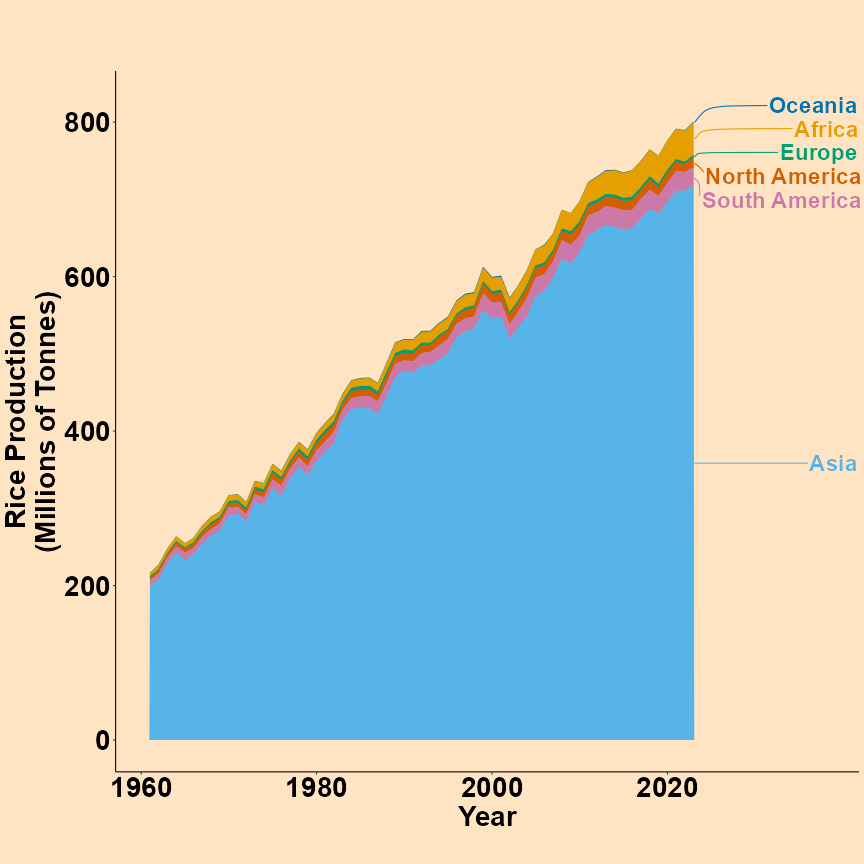 800
600
400
200
0
Rice Production
(Millions of Tonnes)
1960
1980
2000
2020
Year
Oceania
Africa
Europe
North America
South America
Asia